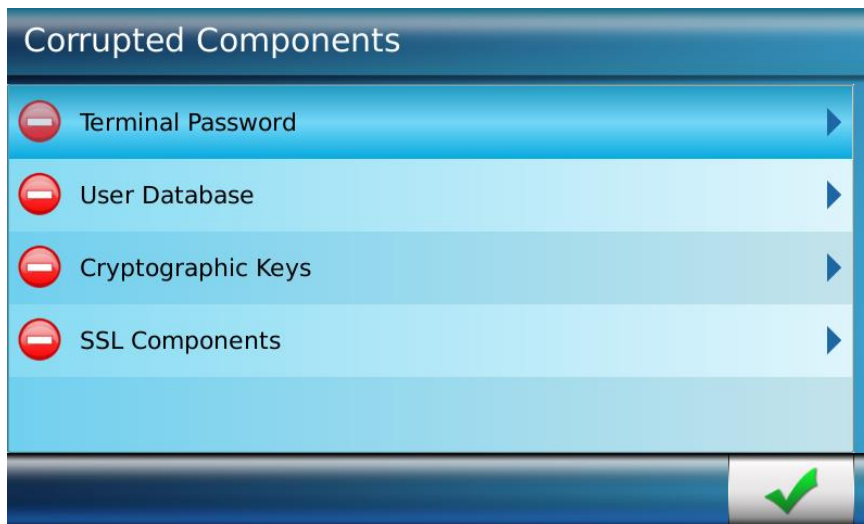 Corrupted Components
Terminal Password
User Database
Cryptographic Keys
SSL Components